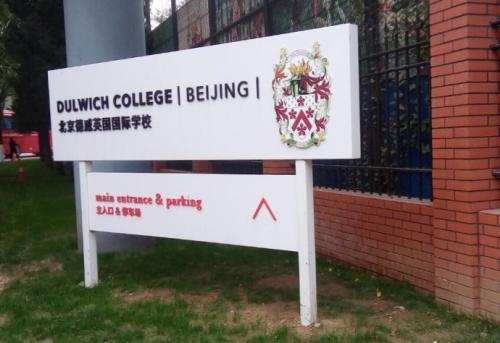 DULWICH COLLEGE | BEIJING |
北京德威英国国际学校
main entrance & parking
主入口 & 停车场